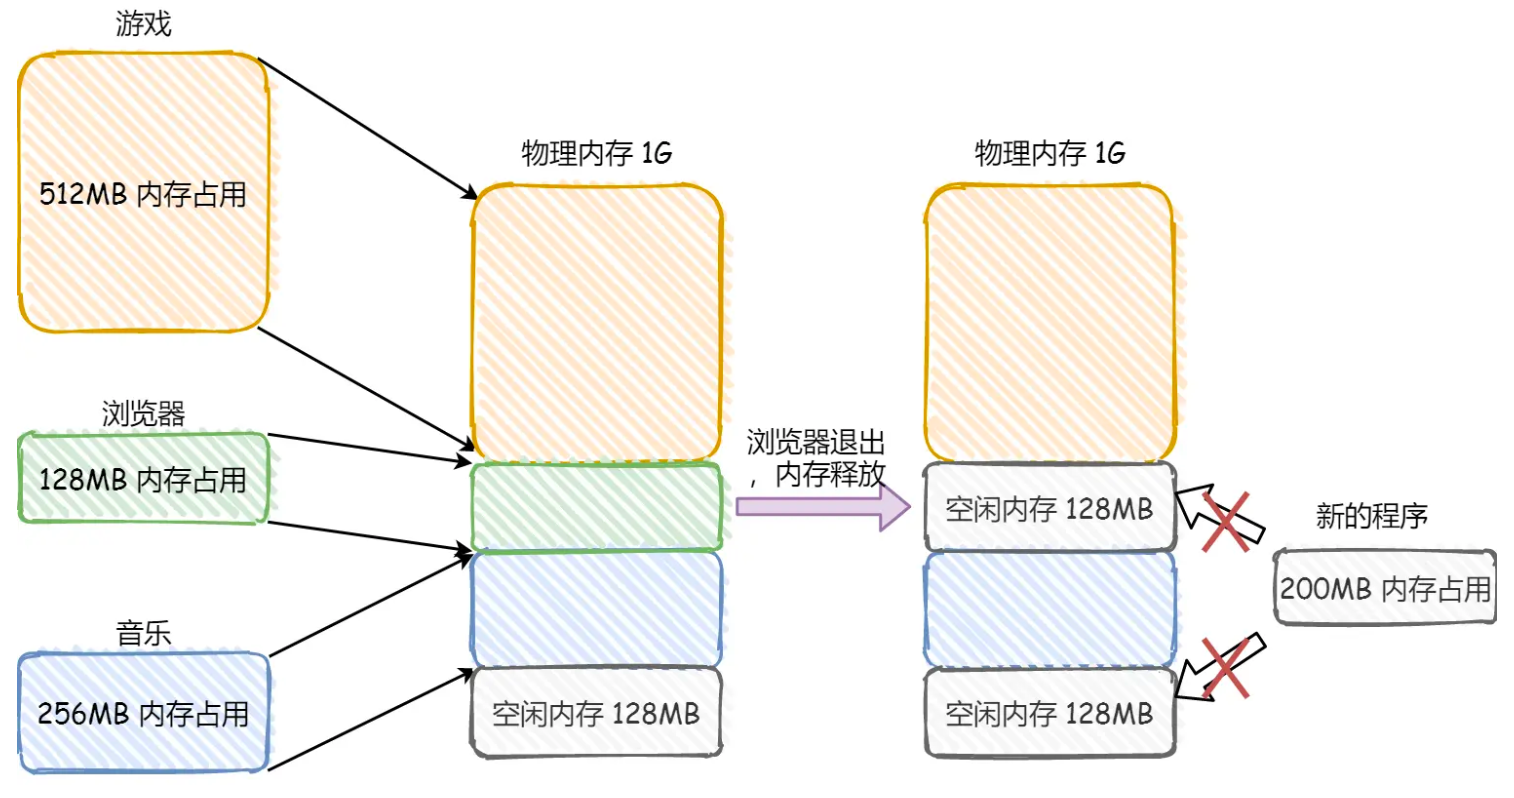 游戏
512MB 内存占用
浏览器
128MB 内存占用
音乐
256MB 内存占用
物理内存 1G
空闲内存 128MB
浏览器退出
，内存释放
物理内存 1G
空闲内存 128MB
空闲内存 128MB
新的程序
200MB 内存占用